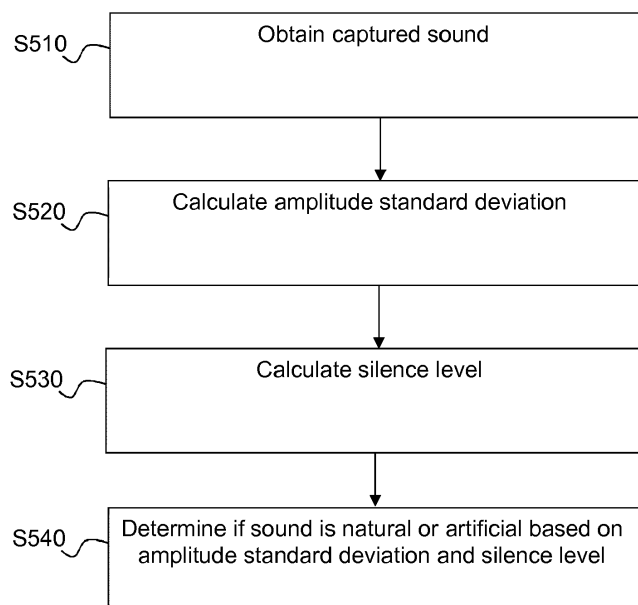 S510
Obtain captured sound
S520
Calculate amplitude standard deviation
S530
Calculate silence level
S540
Determine if sound is natural or artificial based on
amplitude standard deviation and silence level